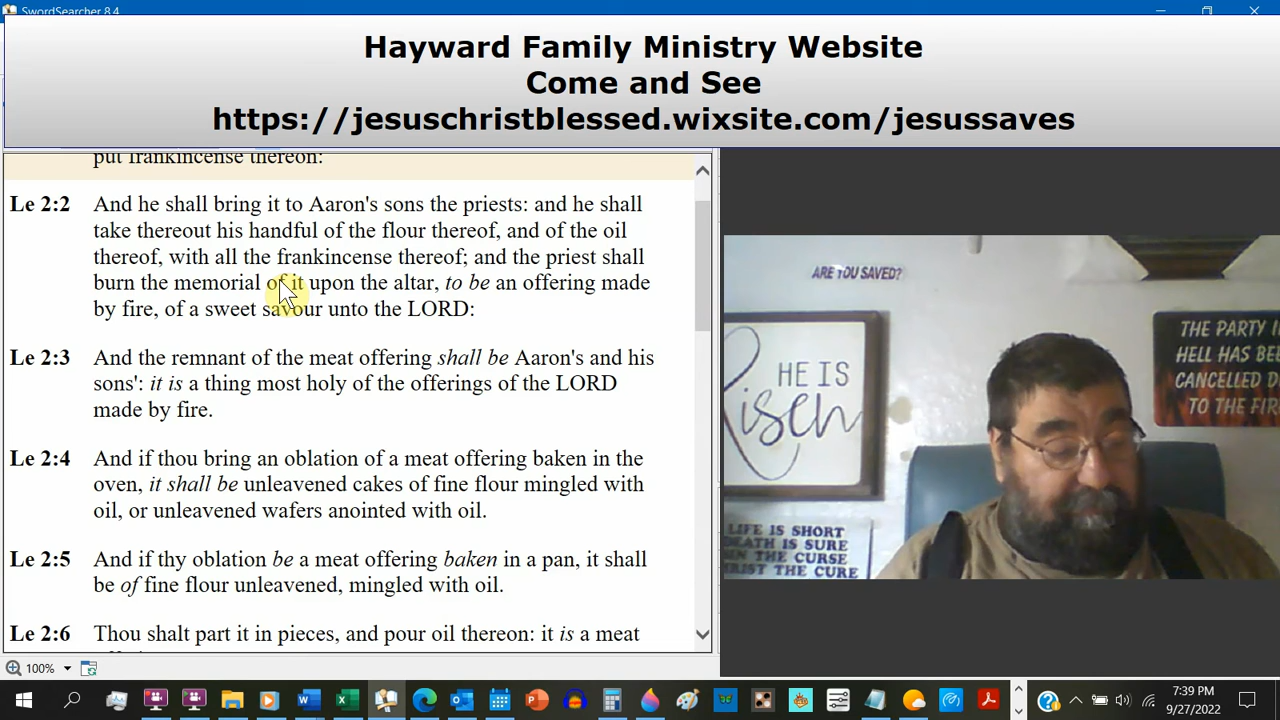 SwordSearcher 8.4
Hayward Family Ministry Website
Come and See
https://jesuschristblessed.wixsite.com/jesussaves
put frankincense thereon:
Le 2:2 And he shall bring it to Aaron's sons the priests: and he shall
take thereout his handful of the flour thereof, and of the oil
thereof, with all the frankincense thereof; and the priest shall
burn the memorial of it upon the altar, to be an offering made
by fire, of a sweet savour unto the LORD:
Le 2:3 And the remnant of the meat offering shall be Aaron's and his
sons': it is a thing most holy of the offerings of the LORD
made by fire.
Le 2:4 And if thou bring an oblation of a meat offering baken in the
oven, it shall be unleavened cakes of fine flour mingled with
oil, or unleavened wafers anointed with oil.
Le 2:5 And if thy oblation be a meat offering baken in a pan, it shall
be of fine flour unleavened, mingled with oil.
Le 2:6 Thou shalt part it in pieces, and pour oil thereon: it is a meat
100%
ARE YOU SAVED?
HE IS
Risen
THE PARTY I
HELL HAS BEE
CANCELLED D
TO THE FIR
LIFE IS SHORT
DEATH IS SURE
THE CURSE
THE CURE
7:39 PM
9/27/2022